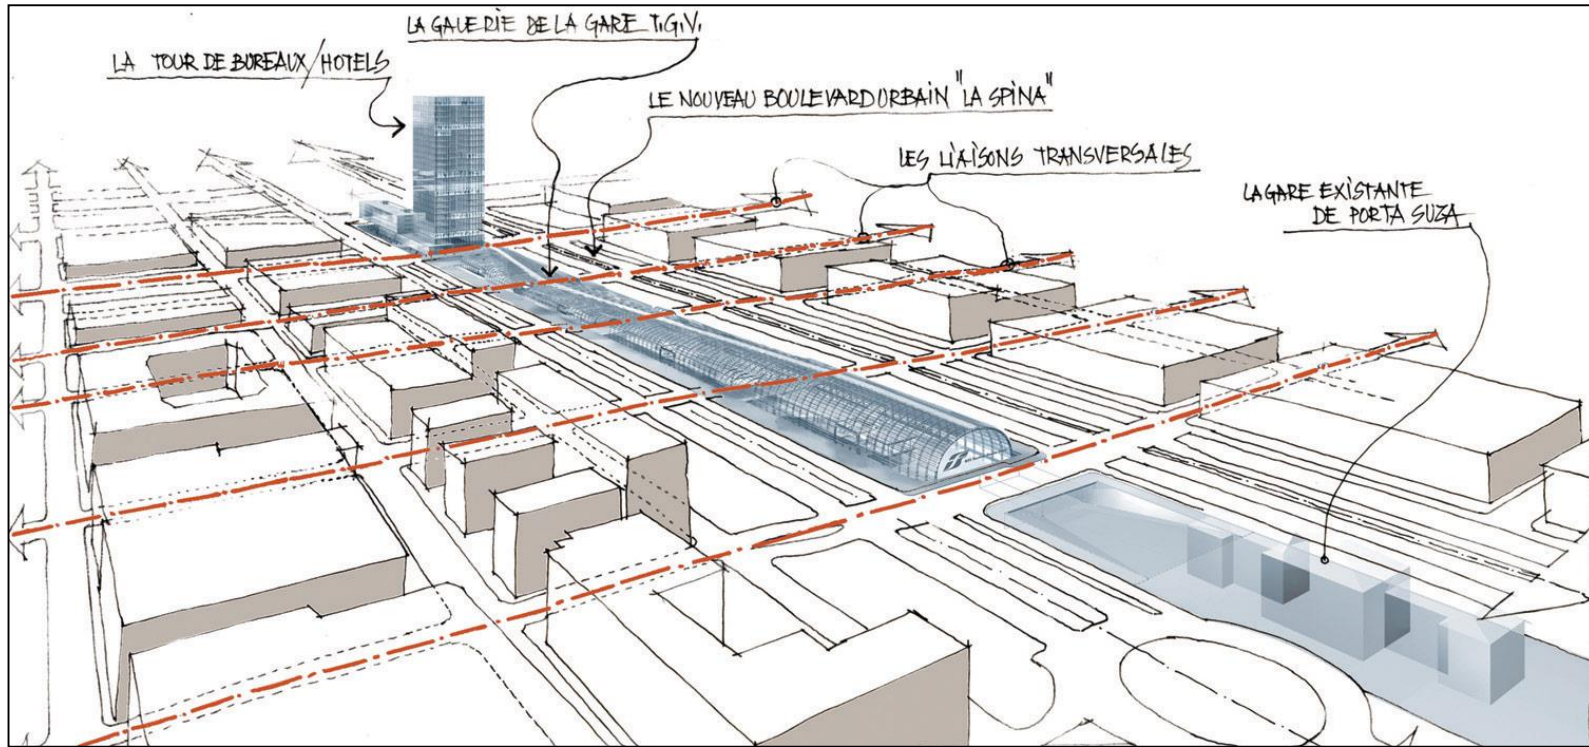 LA GALERIE DE LA GARE T.G.V.
LA TOUR DE BUREAUX/HOTELS
LE NOUVEAU BOULEVARD URBAIN "LA SPINA"
LES LIAISONS TRANSVERSALES
LA GARE EXISTANTE
DE PORTA SUZA